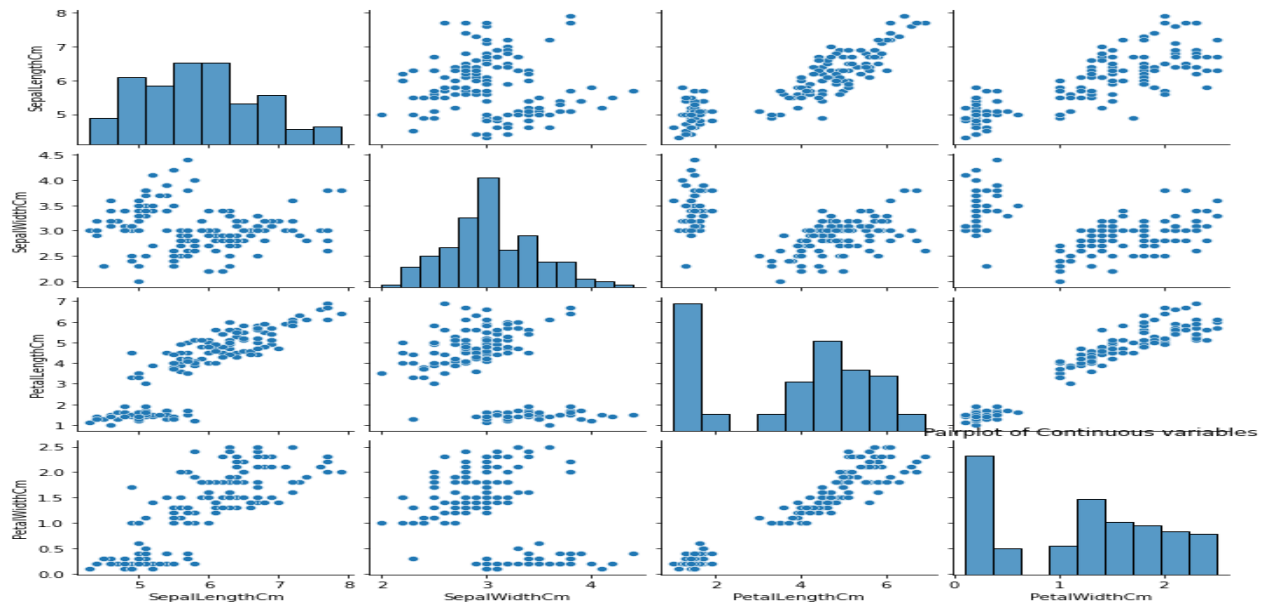 SepalLengthCm
8
7
6
5
SepalWidthCm
4.5
4.0
3.5
3.0
2.5
2.0
PetalLengthCm
7
6
5
4
3
2
1
Pairplot of Continuous variables
PetalWidthCm
2.5
2.0
1.5
1.0
0.5
0.0
5 6 7 8
2 3 4
2 4 6
0 1 2
SepalLengthCm
SepalWidthCm
PetalLengthCm
PetalWidthCm